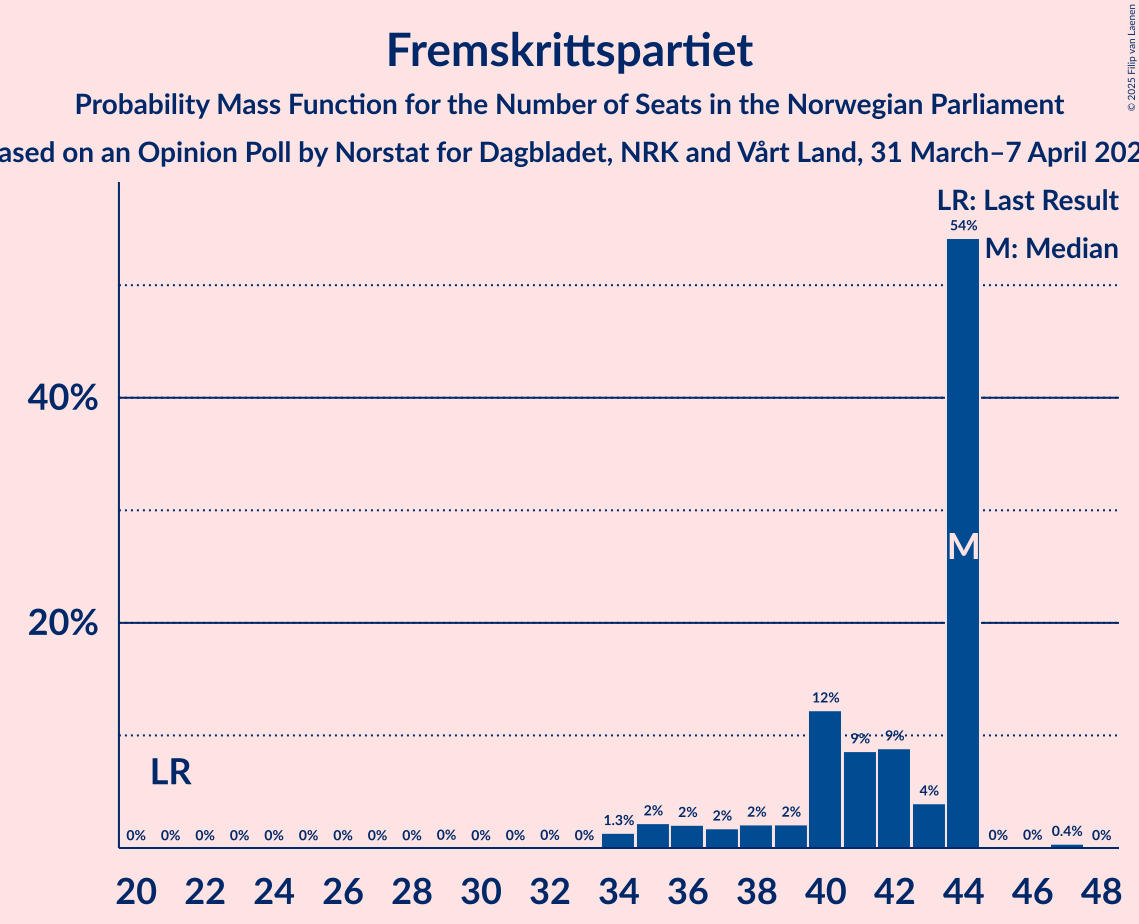 Fremskrittspartiet
Probability Mass Function for the Number of Seats in the Norwegian Parliament
ased on an Opinion Poll by Norstat for Dagbladet, NRK and Vårt Land, 31 March–7 April 202
© 2025 Filip van Laenen
LR: Last Result
M: Median
54%
40%
M
20%
12%
9%
9%
4%
LR
0% 0% 0% 0% 0% 0% 0% 0% 0% 0% 0% 0% 0% 0% 1.3% 2% 2% 2% 2% 2% 0% 0% 0.4% 0%
20 22 24 26 28 30 32 34 36 38 40 42 44 46 48